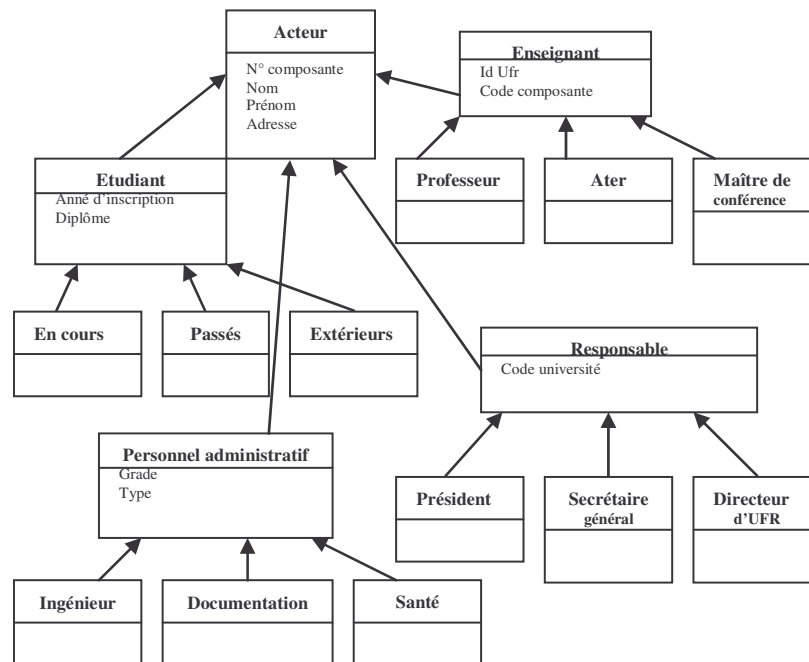 Acteur
N° composante
Nom
Prénom
Adresse
Enseignant
Id Ufr
Code composante
Etudiant
Anné d'inscription
Diplôme
Professeur
Ater
Maître de
conférence
En cours
Passés
Extérieurs
Responsable
Code université
Personnel administratif
Grade
Type
Président
Secrétaire
général
Directeur
d'UFR
Ingénieur
Documentation
Santé